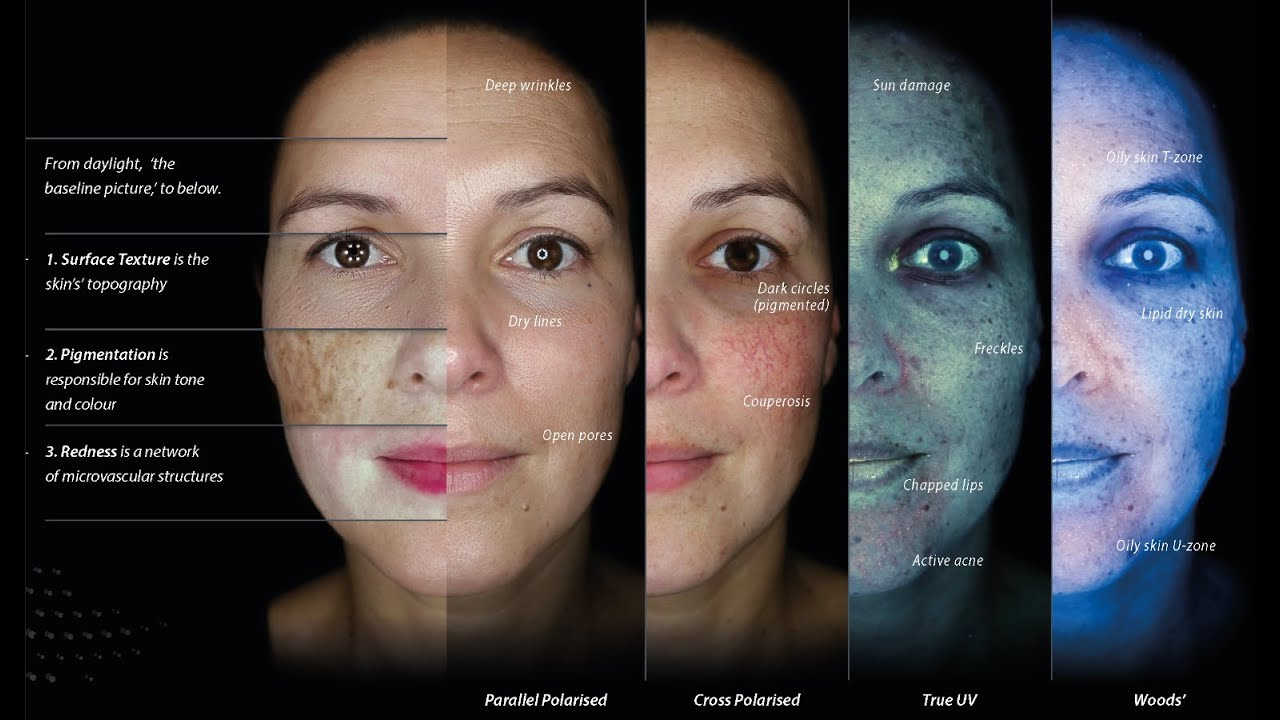 From daylight, ‘the
baseline picture,’ to below.
1. Surface Texture is the
skin’s’ topography
2. Pigmentation is
responsible for skin tone
and colour
3. Redness is a network
of microvascular structures
Deep wrinkles
Dry lines
Open pores
Parallel Polarised
Dark circles
(pigmented)
Couperosis
Cross Polarised
Sun damage
Freckles
Chapped lips
Active acne
True UV
Oily skin T-zone
Lipid dry skin
Oily skin U-zone
Woods’